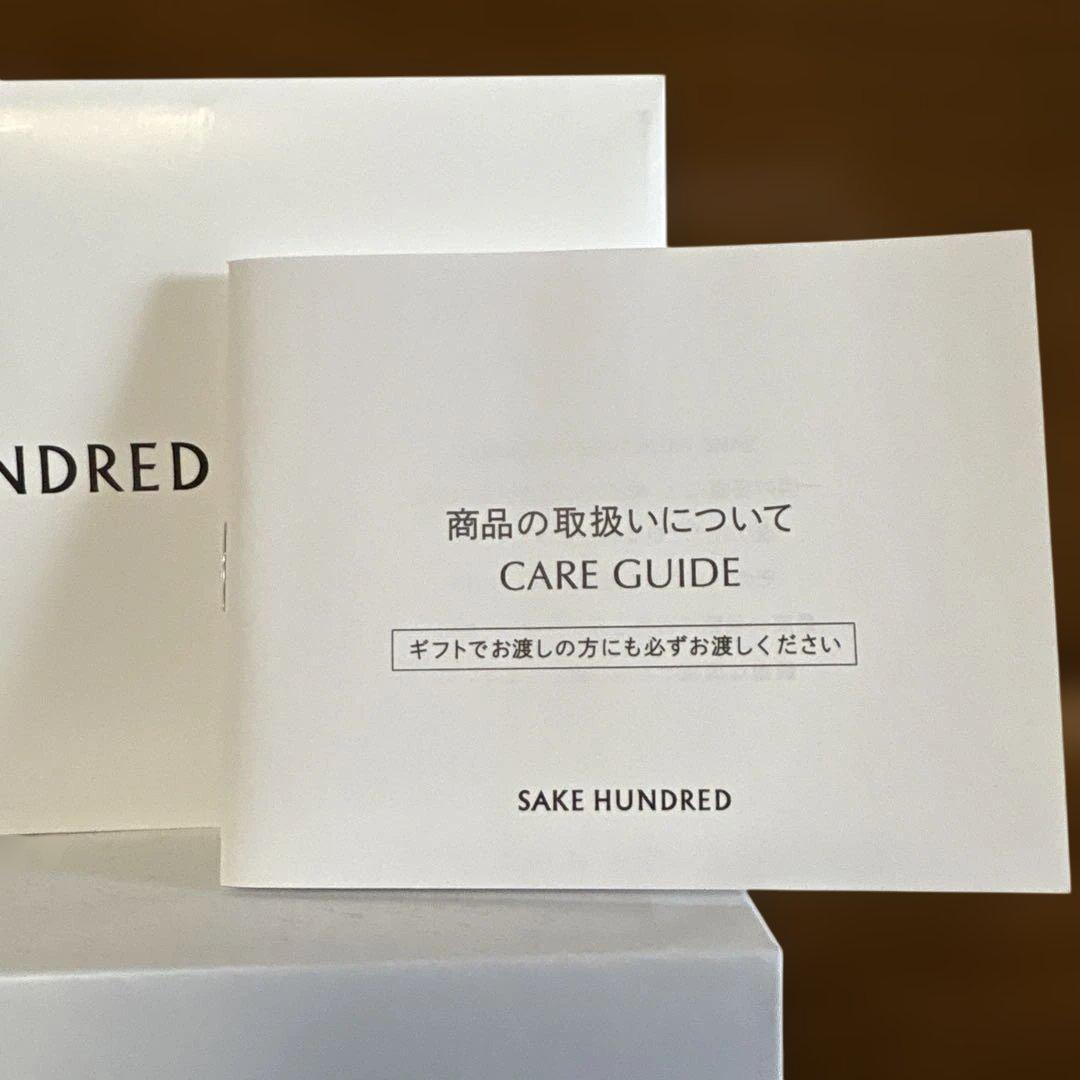 NDRED
商品の取扱いについて
CARE GUIDE
ギフトでお渡しの方にも必ずお渡しください
SAKE HUNDRED